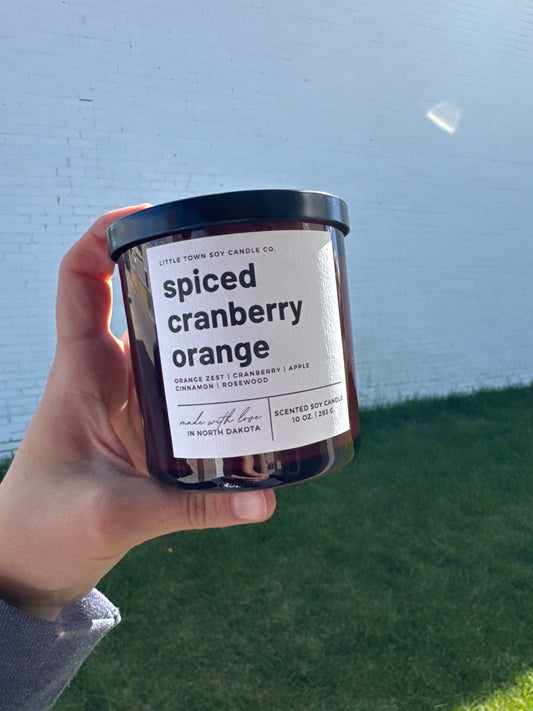 LITTLE TOWN SOY CANDLE CO.
spiced
cranberry
orange
ORANGE ZEST | CRANBERRY | APPLE
CINNAMON | ROSEWOOD
made with love
IN NORTH DAKOTA
SCENTED SOY CANDLE
10 OZ. | 283 G.